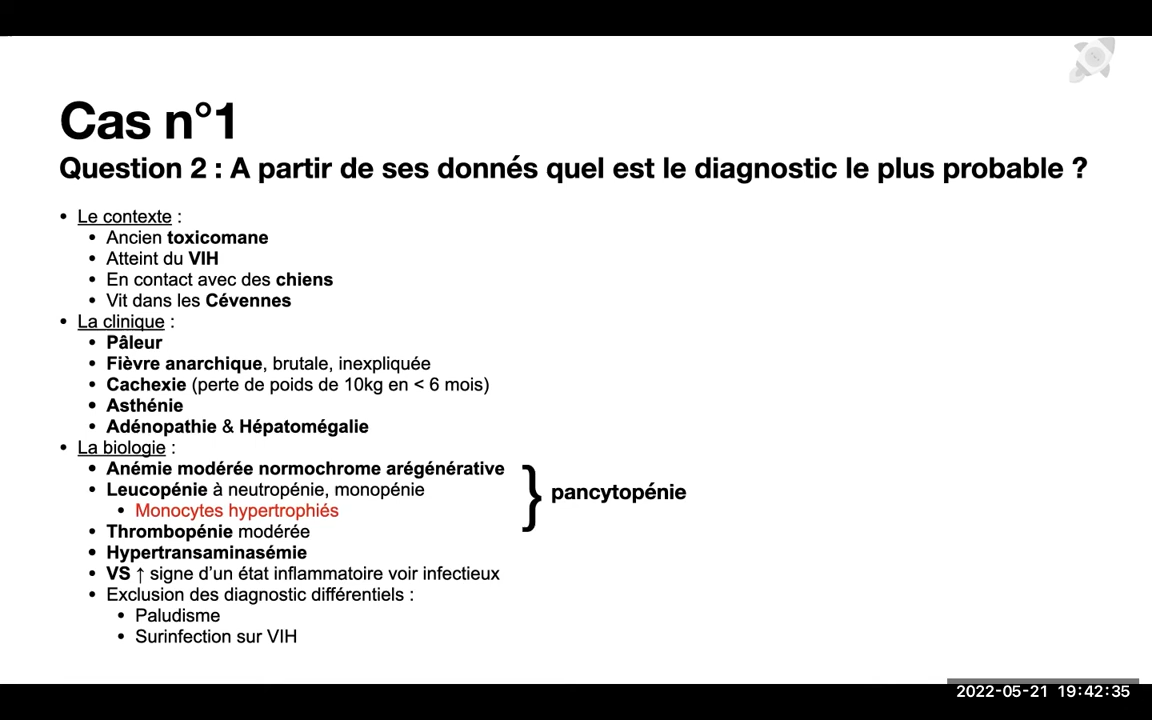 Cas n°1
Question 2 : A partir de ses donnés quel est le diagnostic le plus probable ?
• Le contexte :
• Ancien toxicomane
• Atteint du VIH
• En contact avec des chiens
• Vit dans les Cévennes
• La clinique :
• Pâleur
• Fièvre anarchique, brutale, inexpliquée
• Cachexie (perte de poids de 10kg en < 6 mois)
• Asthénie
• Adénopathie & Hépatomégalie
• La biologie :
• Anémie modérée normochrome arégénérative
• Leucopénie à neutropénie, monopénie
} pancytopénie
• Monocytes hypertrophiés
• Thrombopénie modérée
• Hypertransaminasémie
• VS ↑ signe d'un état inflammatoire voir infectieux
• Exclusion des diagnostic différentiels :
• Paludisme
• Surinfection sur VIH
2022-05-21 19:42:35